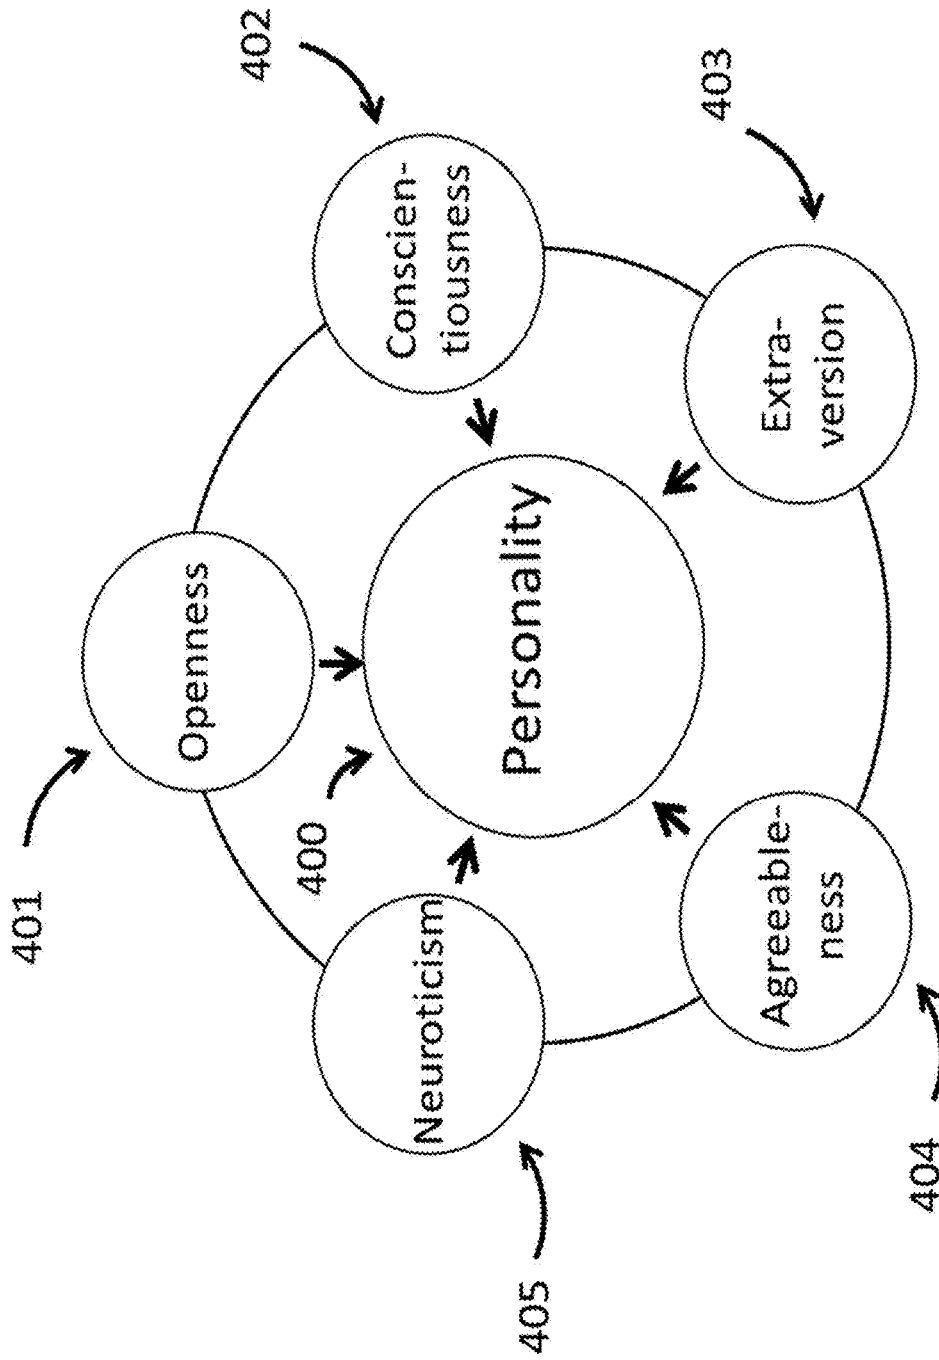 401
Openness
402
Conscien-
tiousness
400
Personality
403
Extra-
version
404
Agreeable-
ness
405
Neuroticism